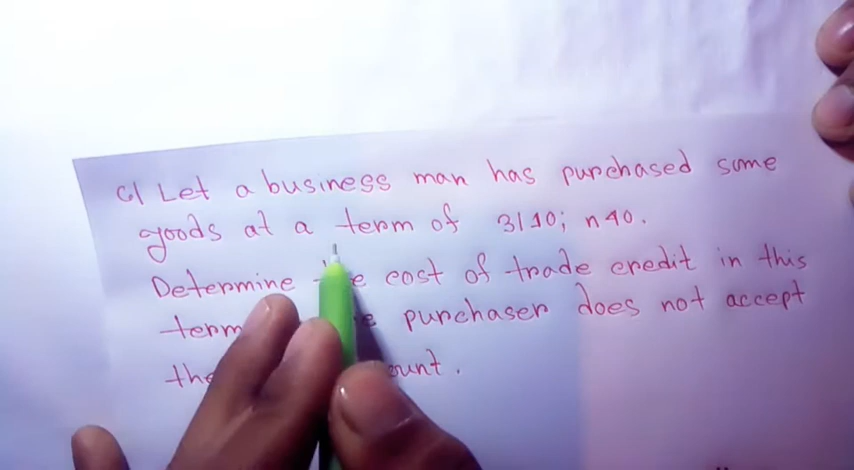 G/ Let a business man has purchased some
goods at a term of 3/10; n40.
Determine cost of trade credit in this
term purchaser does not accept